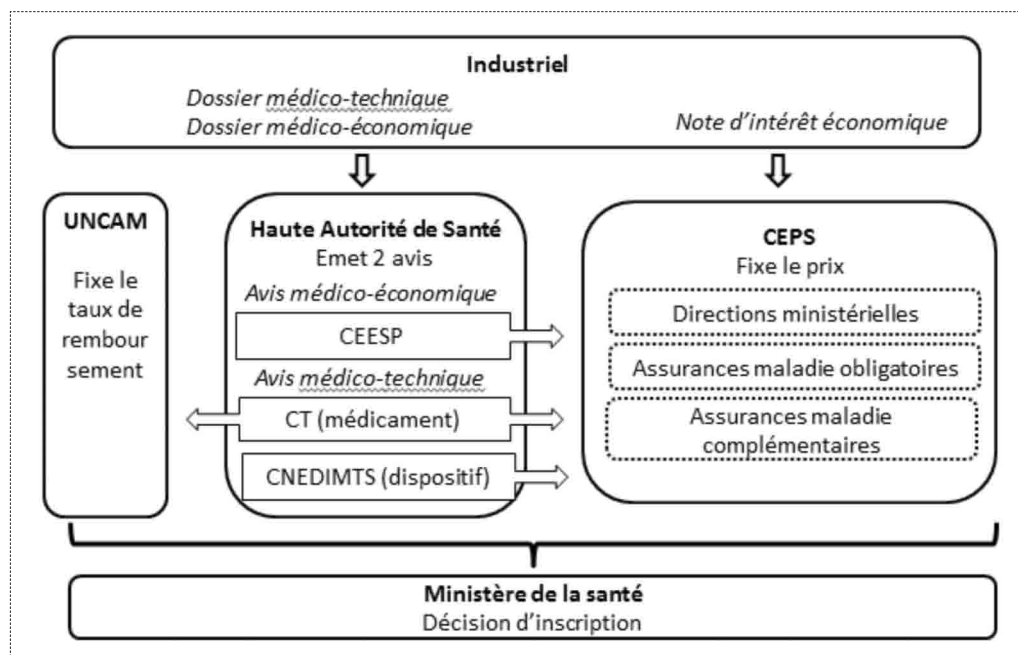 Industriel
Dossier médico-technique
Dossier médico-économique
Note d'intérêt économique
UNCAM
Fixe le
taux de
rembour
sement
Haute Autorité de Santé
Emet 2 avis
Avis médico-économique
CEESP
Avis médico-technique
CT (médicament)
CNEDIMTS (dispositif)
CEPS
Fixe le prix
Directions ministérielles
Assurances maladie obligatoires
Assurances maladie
complémentaires
Ministère de la santé
Décision d'inscription